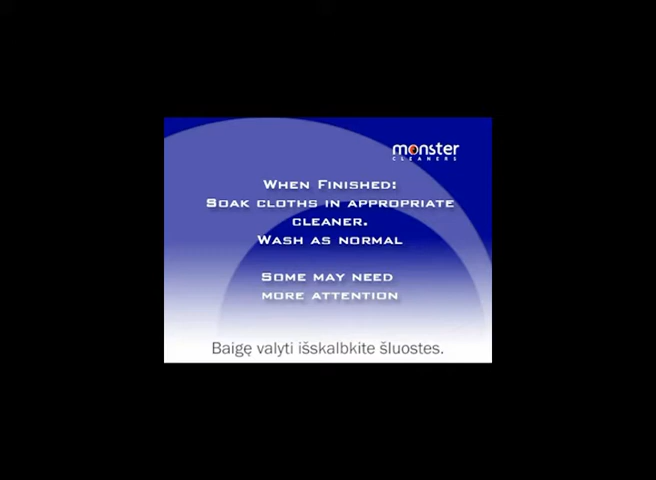 monster
CLEANERS
WHEN FINISHED:
SOAK CLOTHS IN APPROPRIATE
CLEANER.
WASH AS NORMAL
SOME MAY NEED
MORE ATTENTION
Baigę valyti išskalbkite šluostes.